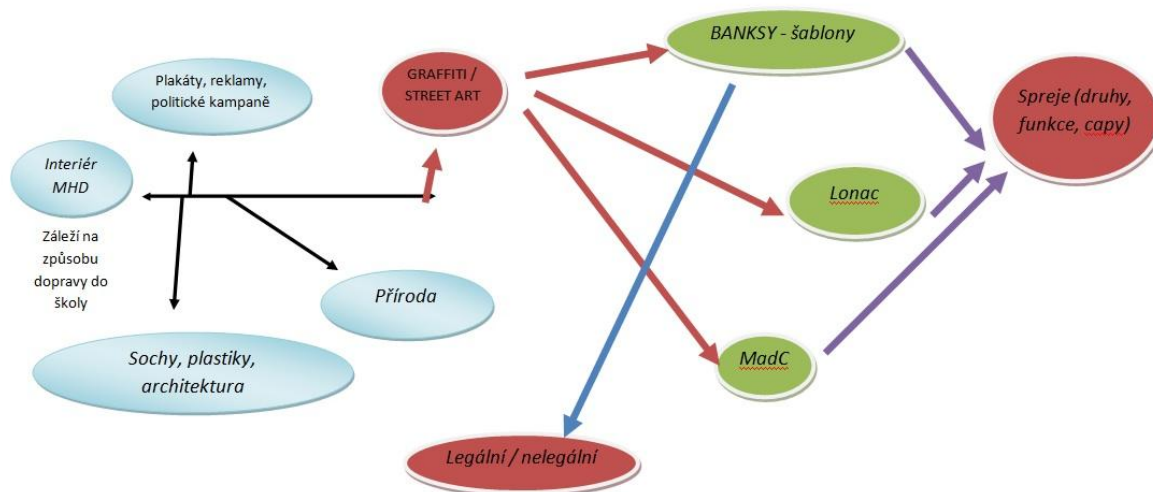 BANKSY - šablony
GRAFFITI /
STREET ART
Plakáty, reklamy,
politické kampaně
Spreje (druhy,
funkce, capy)
Interiér
MHD
Lonac
Záleží na
způsobu
dopravy do
školy
Příroda
Sochy, plastiky,
architektura
MadC
Legální / nelegální